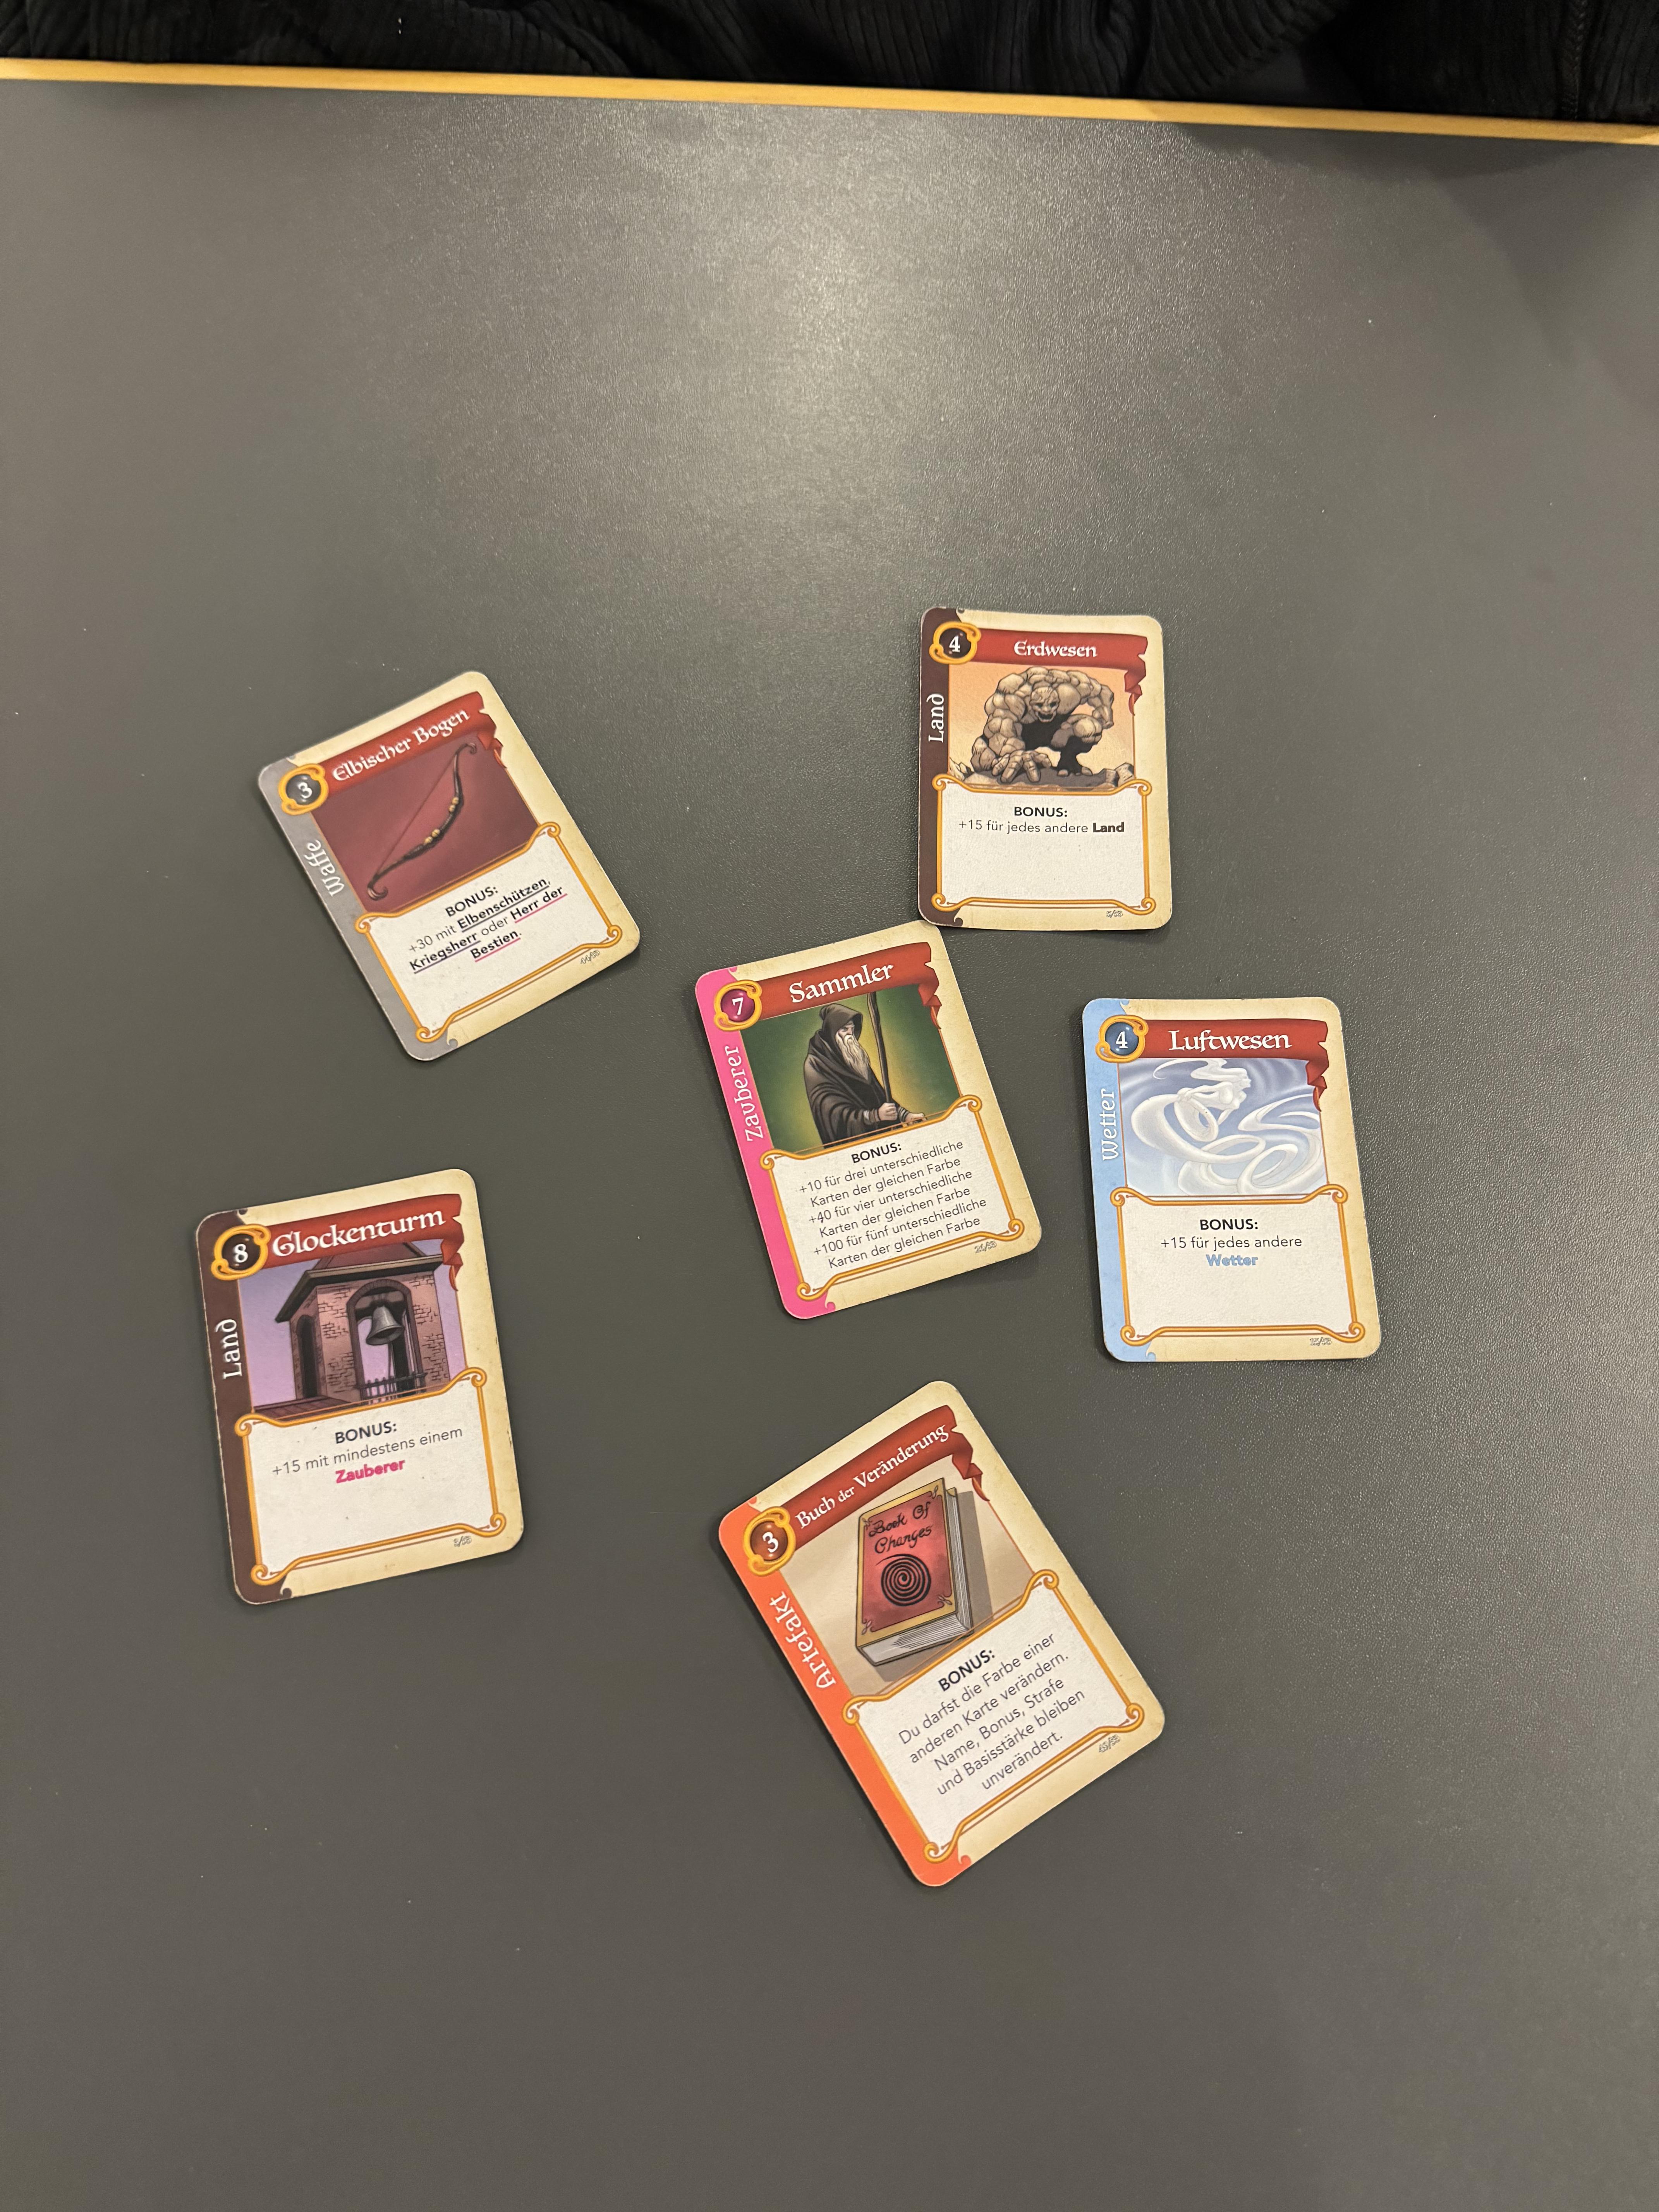 3
Elbischer Bogen
Waffe
BONUS:
+30 mit Elbenschützen,
Kriegsherr oder Herr der
Bestien.
4
Erdwesen
Land
BONUS:
+15 für jedes andere Land
7
Sammler
Zauberer
BONUS:
+10 für drei unterschiedliche
Karten der gleichen Farbe
+40 für vier unterschiedliche
Karten der gleichen Farbe
+100 für fünf unterschiedliche
Karten der gleichen Farbe
4
Luftwesen
Wetter
BONUS:
+15 für jedes andere
Wetter
8
Glockenturm
Land
BONUS:
+15 mit mindestens einem
Zauberer
3
Buch der Veränderung
Artefakt
Book Of
Changes
BONUS:
Du darfst die Farbe einer
anderen Karte verändern.
Name, Bonus, Strafe
und Basisstärke bleiben
unverändert.